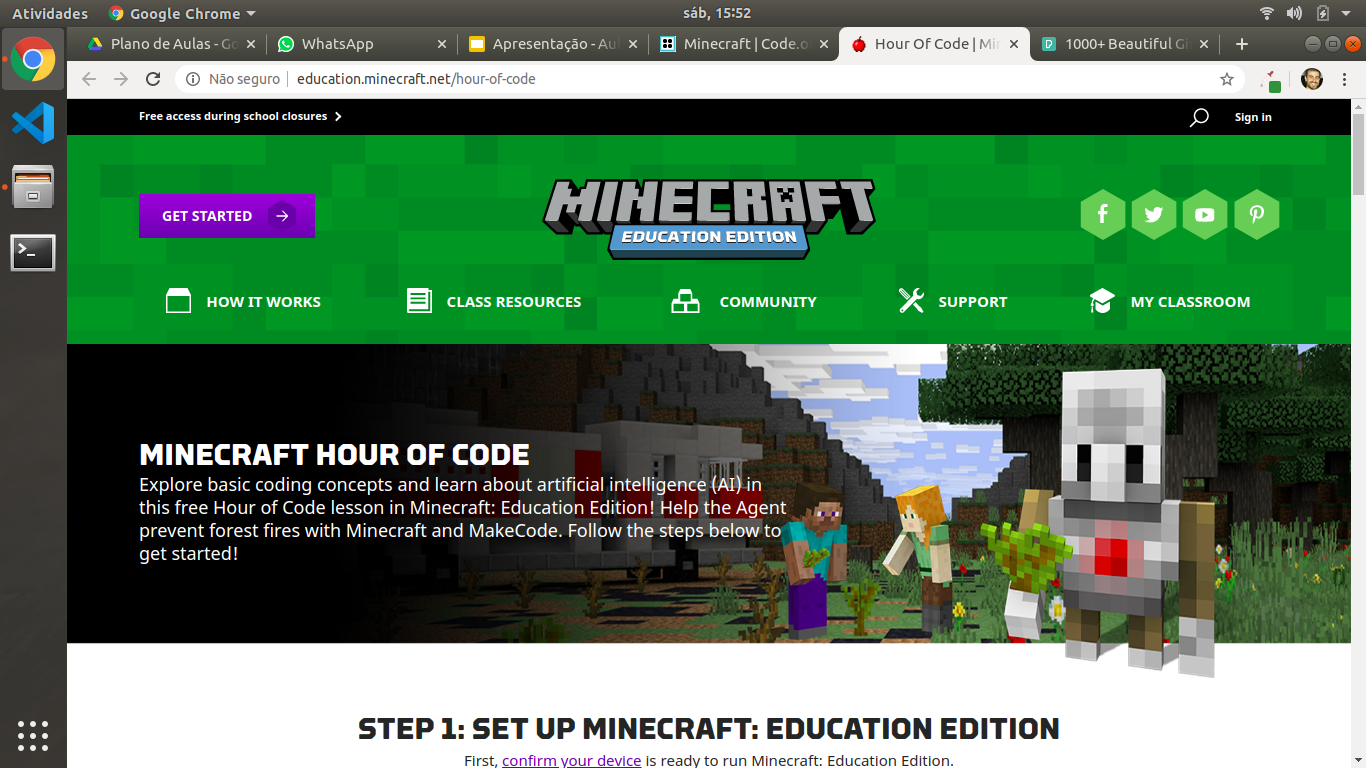 Atividades
Google Chrome
sáb, 15:52
Plano de Aulas - Go
WhatsApp
Apresentação - Aul
Minecraft | Code.o
Hour Of Code | Min
1000+ Beautiful Gi
Não seguro
education.minecraft.net/hour-of-code
Free access during school closures
Sign in
GET STARTED
MINECRAFT
EDUCATION EDITION
HOW IT WORKS
CLASS RESOURCES
COMMUNITY
SUPPORT
MY CLASSROOM
MINECRAFT HOUR OF CODE
Explore basic coding concepts and learn about artificial intelligence (AI) in
this free Hour of Code lesson in Minecraft: Education Edition! Help the Agent
prevent forest fires with Minecraft and MakeCode. Follow the steps below to
get started!
STEP 1: SET UP MINECRAFT: EDUCATION EDITION
First, confirm your device is ready to run Minecraft: Education Edition.